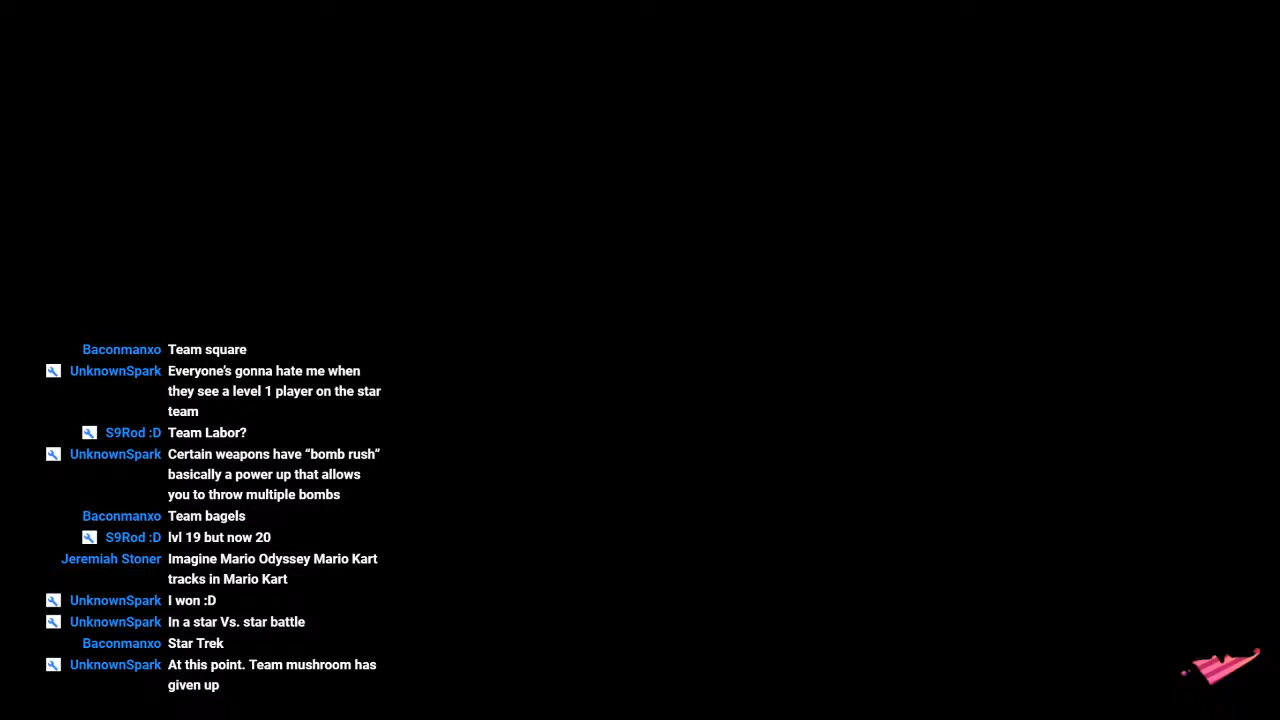 Baconmanxo Team square
UnknownSpark Everyone’s gonna hate me when
they see a level 1 player on the star
team
S9Rod :D Team Labor?
UnknownSpark Certain weapons have “bomb rush”
basically a power up that allows
you to throw multiple bombs
Baconmanxo Team bagels
S9Rod :D lvl 19 but now 20
Jeremiah Stoner Imagine Mario Odyssey Mario Kart
tracks in Mario Kart
UnknownSpark I won :D
UnknownSpark In a star Vs. star battle
Baconmanxo Star Trek
UnknownSpark At this point. Team mushroom has
given up